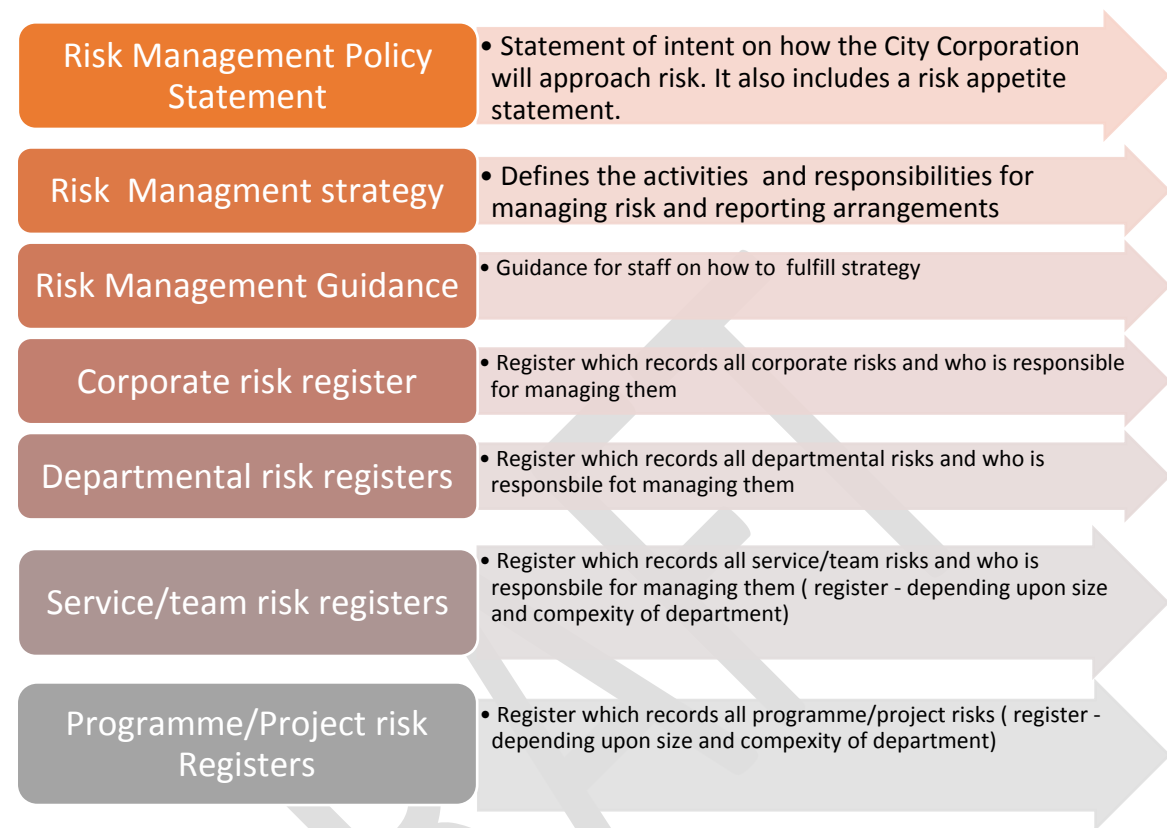 Risk Management Policy
Statement
• Statement of intent on how the City Corporation
will approach risk. It also includes a risk appetite
statement.
Risk  Managment strategy
• Defines the activities  and responsibilities for
managing risk and reporting arrangements
Risk Management Guidance
• Guidance for staff on how to  fulfill strategy
Corporate risk register
• Register which records all corporate risks and who is responsible
for managing them
Departmental risk registers
• Register which records all departmental risks and who is
responsbile fot managing them
Service/team risk registers
• Register which records all service/team risks and who is
responsbile for managing them ( register - depending upon size
and compexity of department)
Programme/Project risk
Registers
• Register which records all programme/project risks ( register -
depending upon size and compexity of department)